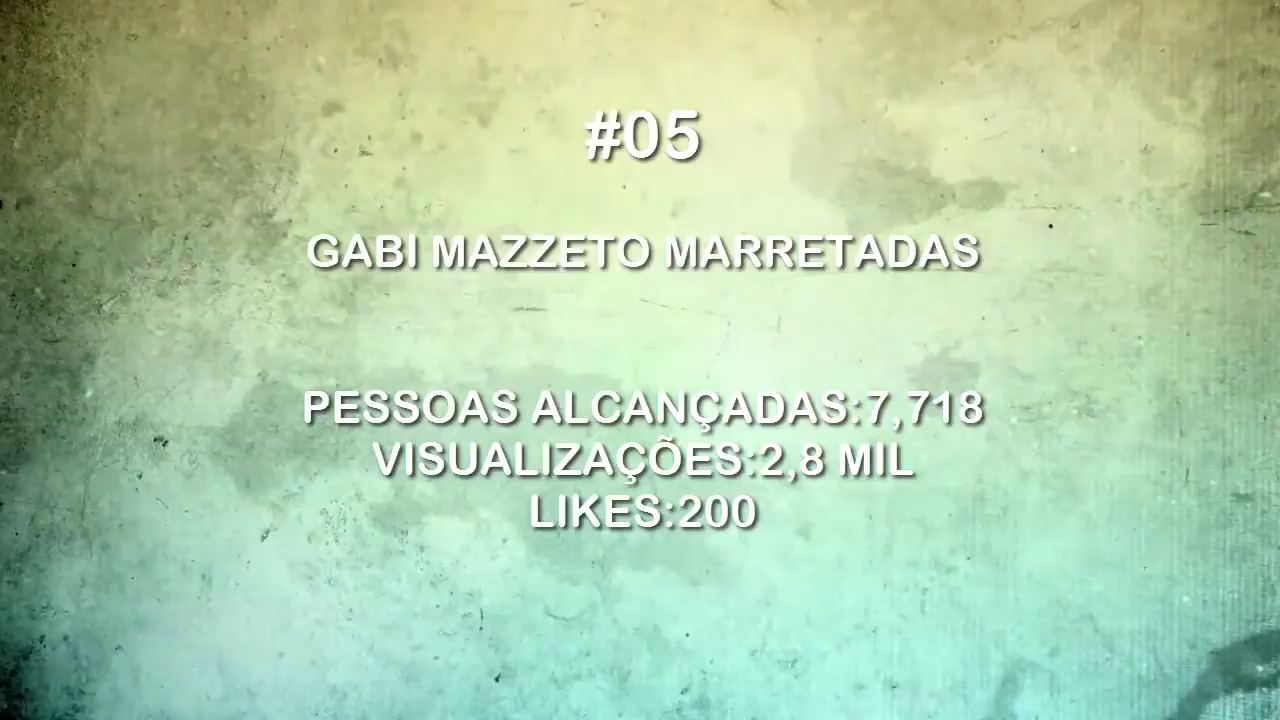 #05
GABI MAZZETO MARRETADAS
PESSOAS ALCANÇADAS:7,718
VISUALIZAÇÕES:2,8 MIL
LIKES:200